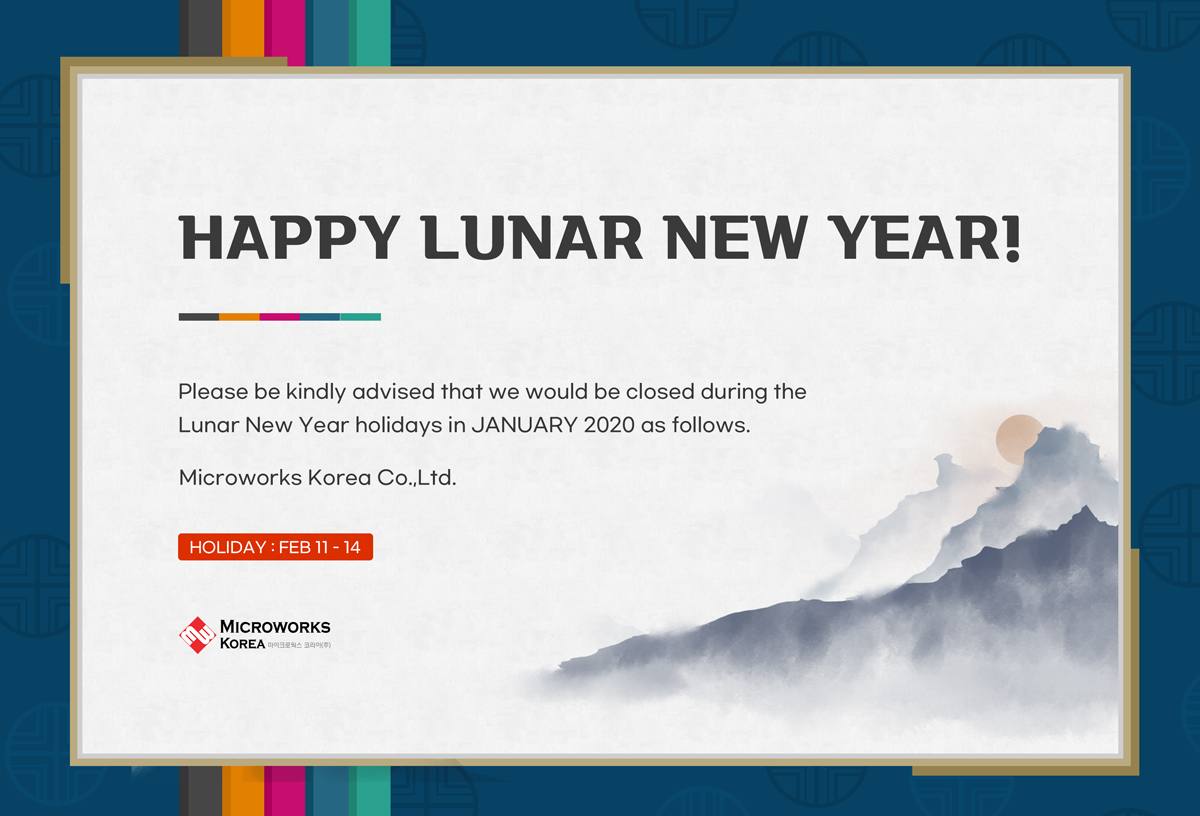 HAPPY LUNAR NEW YEAR!
Please be kindly advised that we would be closed during the
Lunar New Year holidays in JANUARY 2020 as follows.
Microworks Korea Co.,Ltd.
HOLIDAY : FEB 11 - 14
MICROWORKS
KOREA 마이크로웍스 코리아(주)